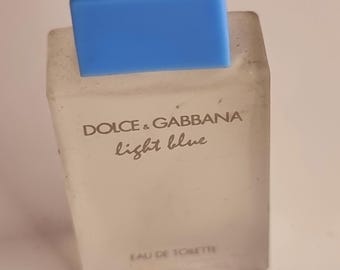 DOLCE & GABBANA
light blue
EAU DE TOILETTE